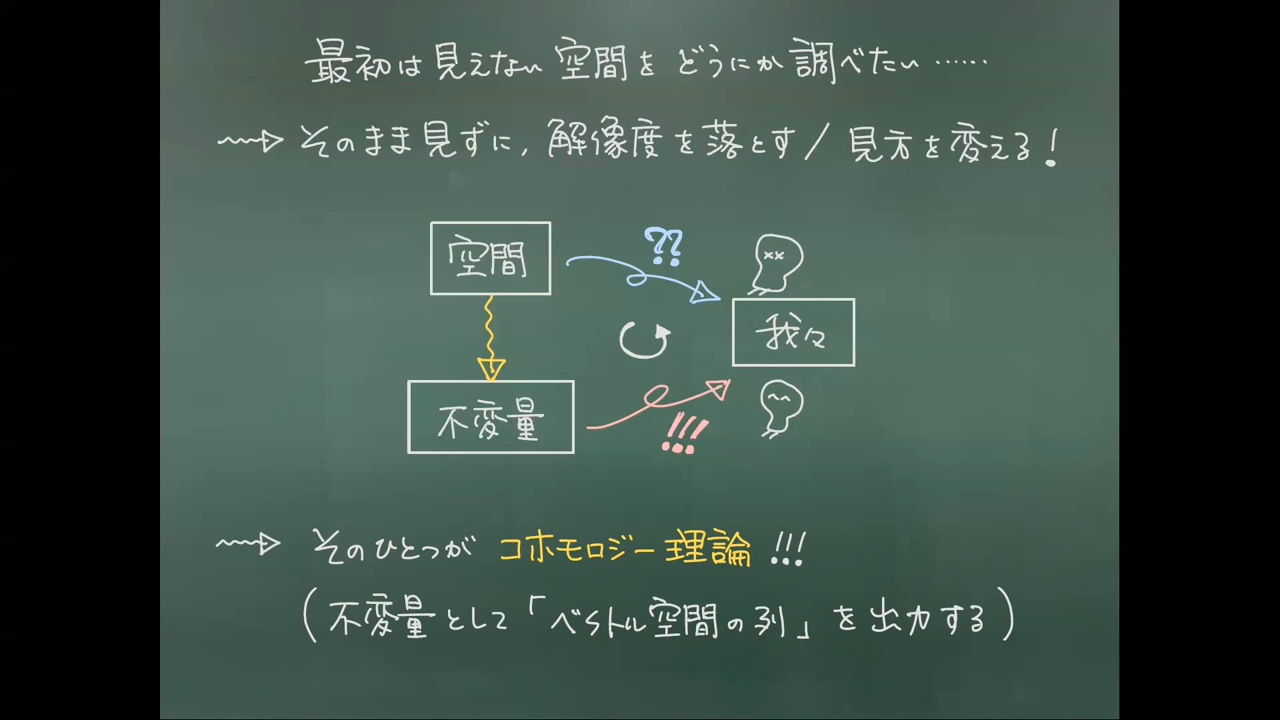 最初は見えない空間をどうにか調べたい……
そのまま見ずに, 解像度を落とす / 見方を変える!
空間
??
我々
不変量
!!!
そのひとつが コホモロジー理論 !!!
(不変量として「ベクトル空間の列」を出力する)